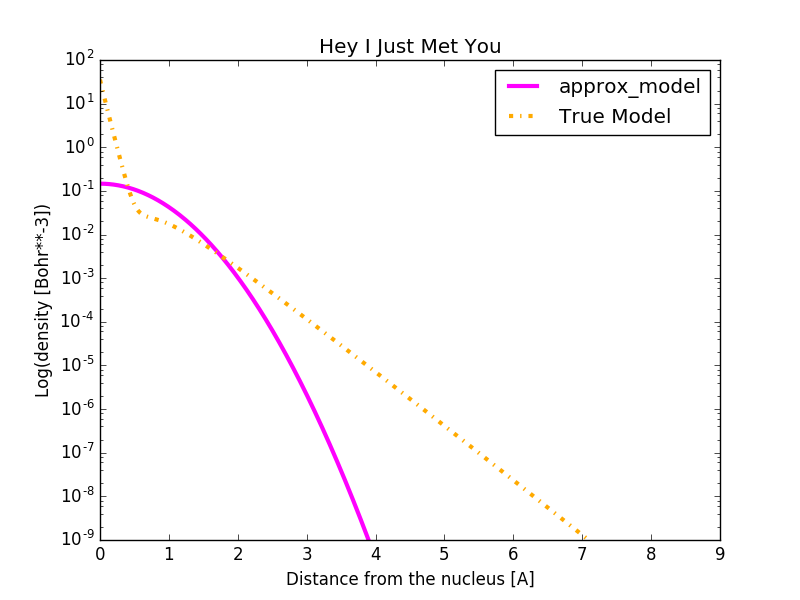 Hey I Just Met You
approx_model
True Model
10^2
10^1
10^0
10^-1
10^-2
10^-3
10^-4
10^-5
10^-6
10^-7
10^-8
10^-9
Log(density [Bohr**-3])
0 1 2 3 4 5 6 7 8 9
Distance from the nucleus [A]